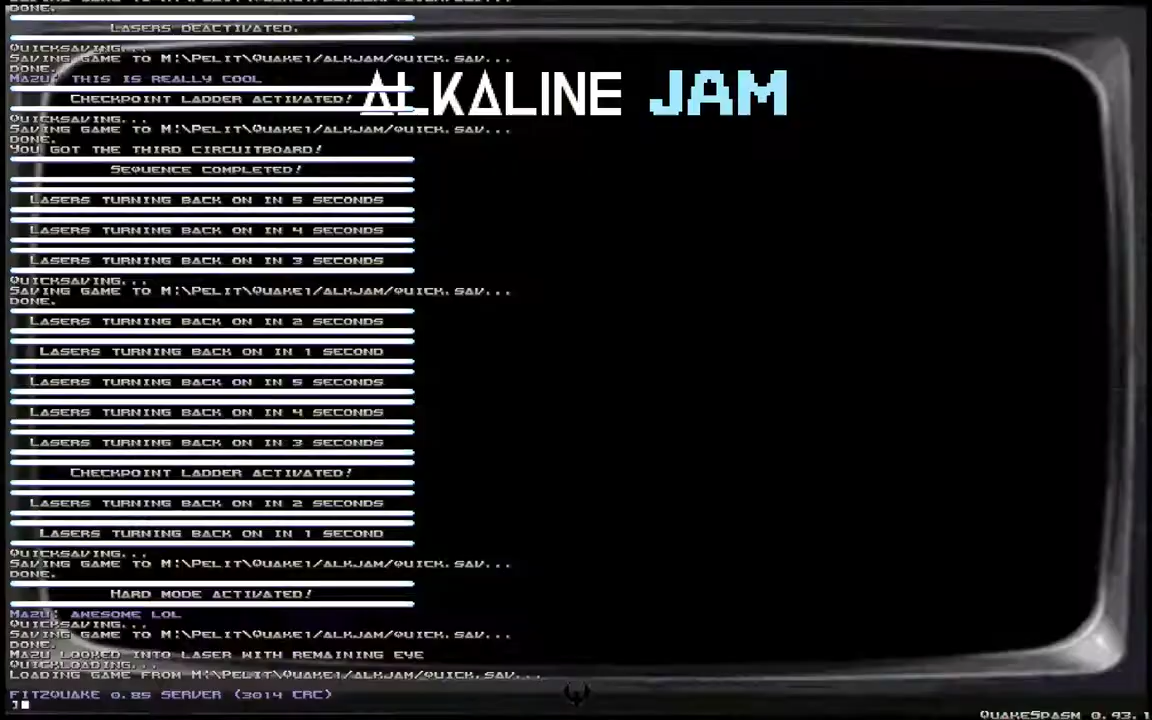 DONE.
LASERS DEACTIVATED.
QUICKSAVING...
SAVING GAME TO M:\PELIT\QUAKE1/ALKJAM/QUICK.SAV...
DONE.
MAZU: THIS IS REALLY COOL
ALKALINE JAM
CHECKPOINT LADDER ACTIVATED!
QUICKSAVING...
SAVING GAME TO M:\PELIT\QUAKE1/ALKJAM/QUICK.SAV...
DONE.
YOU GOT THE THIRD CIRCUITBOARD!
SEQUENCE COMPLETED!
LASERS TURNING BACK ON IN 5 SECONDS
LASERS TURNING BACK ON IN 4 SECONDS
LASERS TURNING BACK ON IN 3 SECONDS
QUICKSAVING...
SAVING GAME TO M:\PELIT\QUAKE1/ALKJAM/QUICK.SAV...
DONE.
LASERS TURNING BACK ON IN 2 SECONDS
LASERS TURNING BACK ON IN 1 SECOND
LASERS TURNING BACK ON IN 5 SECONDS
LASERS TURNING BACK ON IN 4 SECONDS
LASERS TURNING BACK ON IN 3 SECONDS
CHECKPOINT LADDER ACTIVATED!
LASERS TURNING BACK ON IN 2 SECONDS
LASERS TURNING BACK ON IN 1 SECOND
QUICKSAVING...
SAVING GAME TO M:\PELIT\QUAKE1/ALKJAM/QUICK.SAV...
DONE.
HARD MODE ACTIVATED!
MAZU: AWESOME LOL
QUICKSAVING...
SAVING GAME TO M:\PELIT\QUAKE1/ALKJAM/QUICK.SAV...
DONE.
MAZU LOOKED INTO LASER WITH REMAINING EYE
QUICKLOADING...
LOADING GAME FROM M:\PELIT\QUAKE1/ALKJAM/QUICK.SAV...
FITZQUAKE 0.85 SERVER (3014 CRC)
]
QUAKESPASM 0.93.1